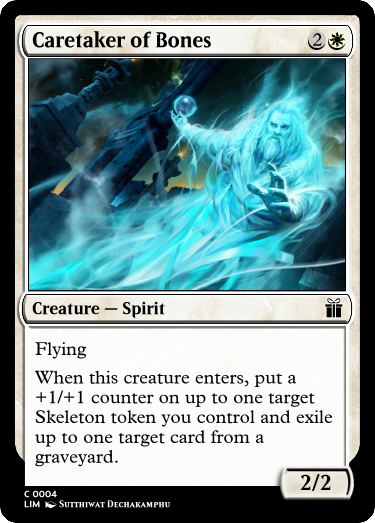 Caretaker of Bones 2
Creature — Spirit
Flying
When this creature enters, put a
+1/+1 counter on up to one target
Skeleton token you control and exile
up to one target card from a
graveyard.
2/2
C 0004
LIM Sutthiwat Dechakamphu